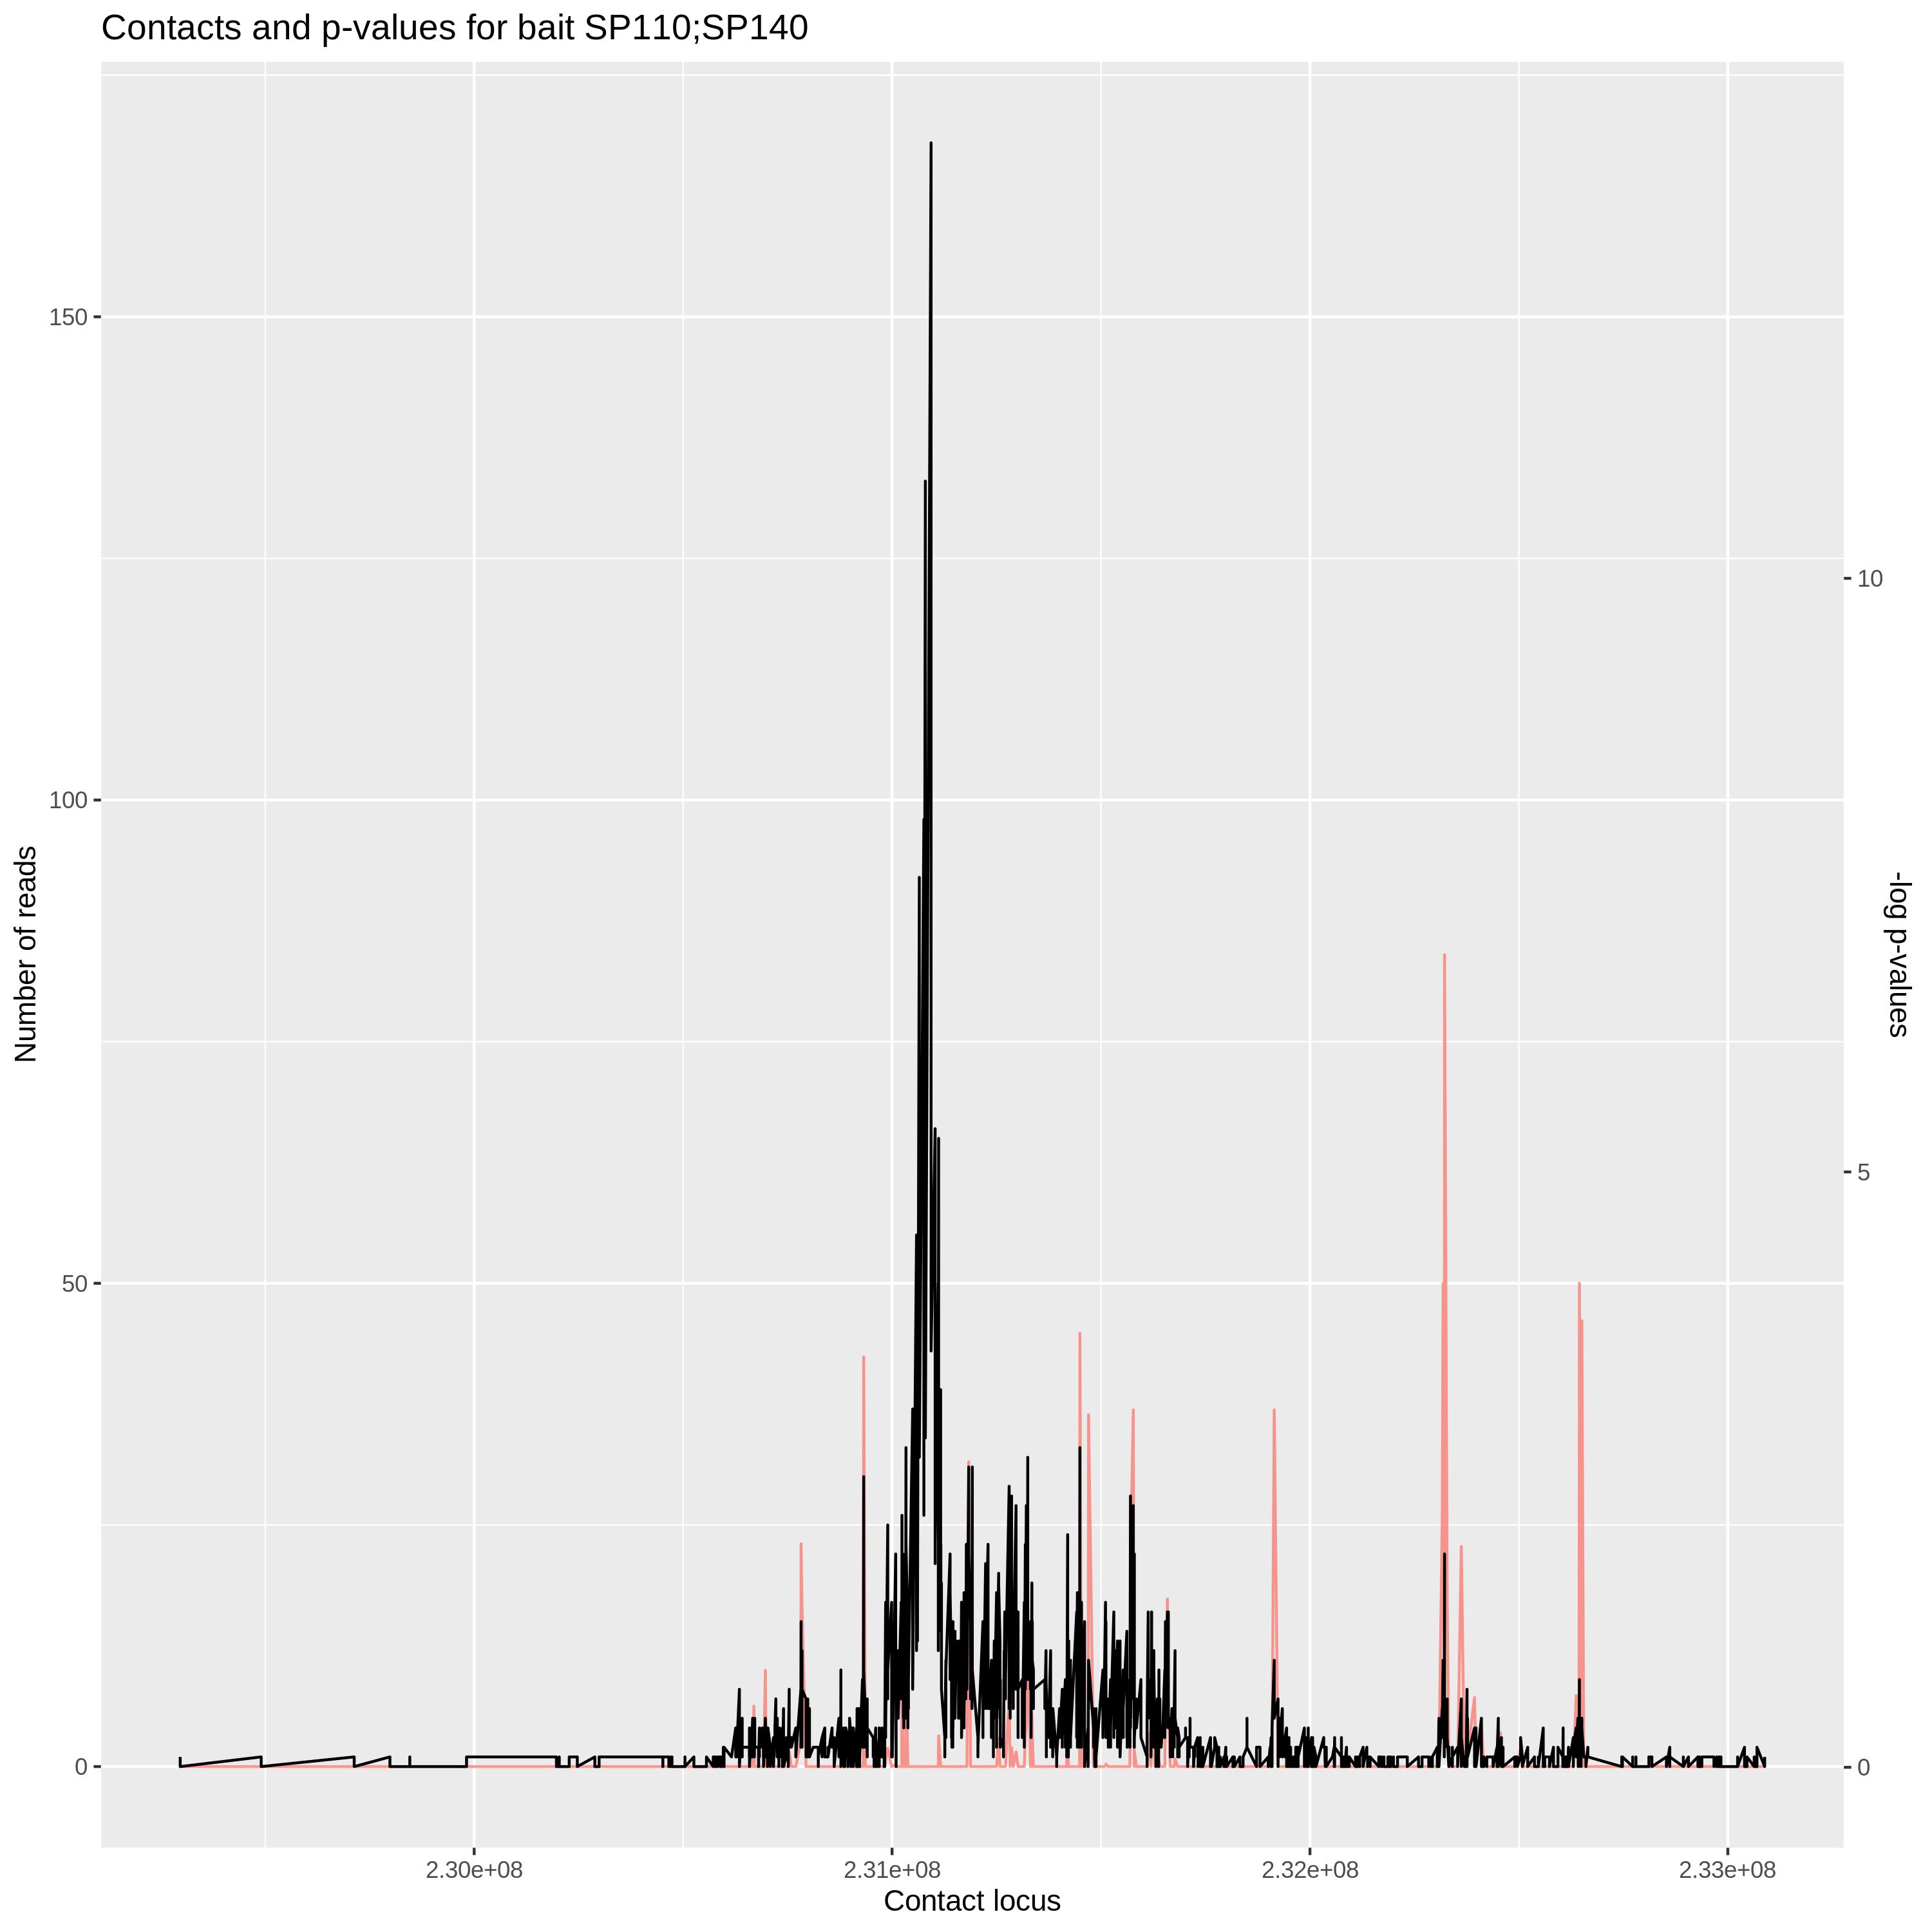 Contacts and p-values for bait SP110;SP140
150
100
50
0
Number of reads
10
5
0
-log p-values
2.30e+08
2.31e+08
2.32e+08
2.33e+08
Contact locus